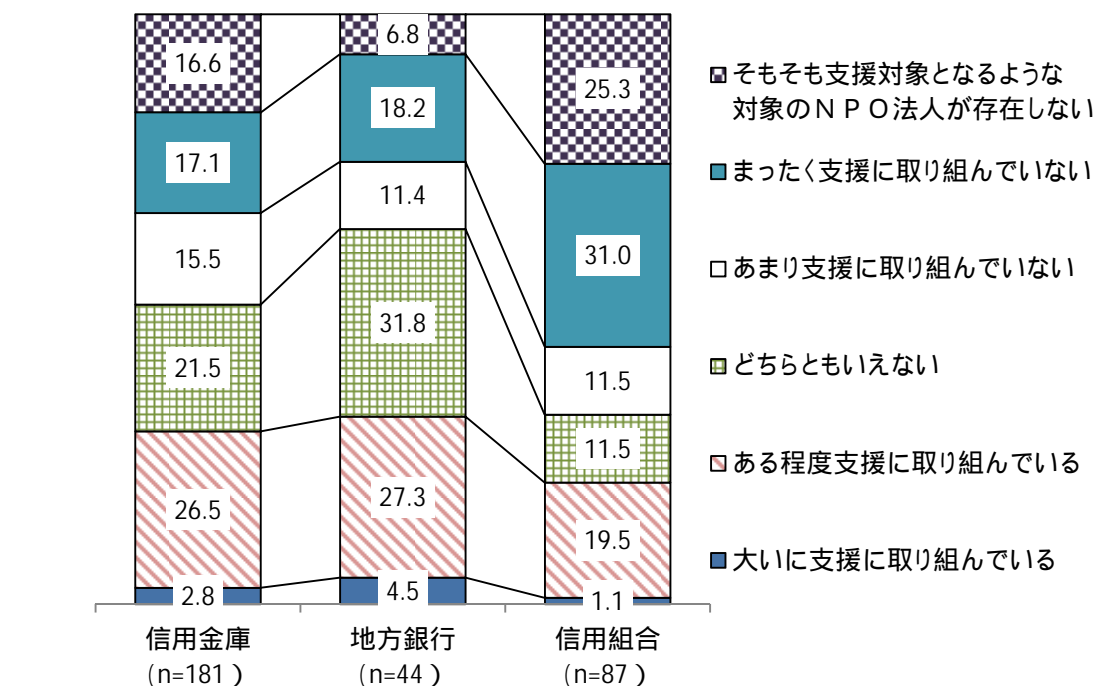 16.6
17.1
15.5
21.5
26.5
2.8
6.8
18.2
11.4
31.8
27.3
4.5
25.3
31.0
11.5
11.5
19.5
1.1
信用金庫
(n=181)
地方銀行
(n=44)
信用組合
(n=87)
そもそも支援対象となるような
対象のNPO法人が存在しない
まったく支援に取り組んでいない
あまり支援に取り組んでいない
どちらともいえない
ある程度支援に取り組んでいる
大いに支援に取り組んでいる